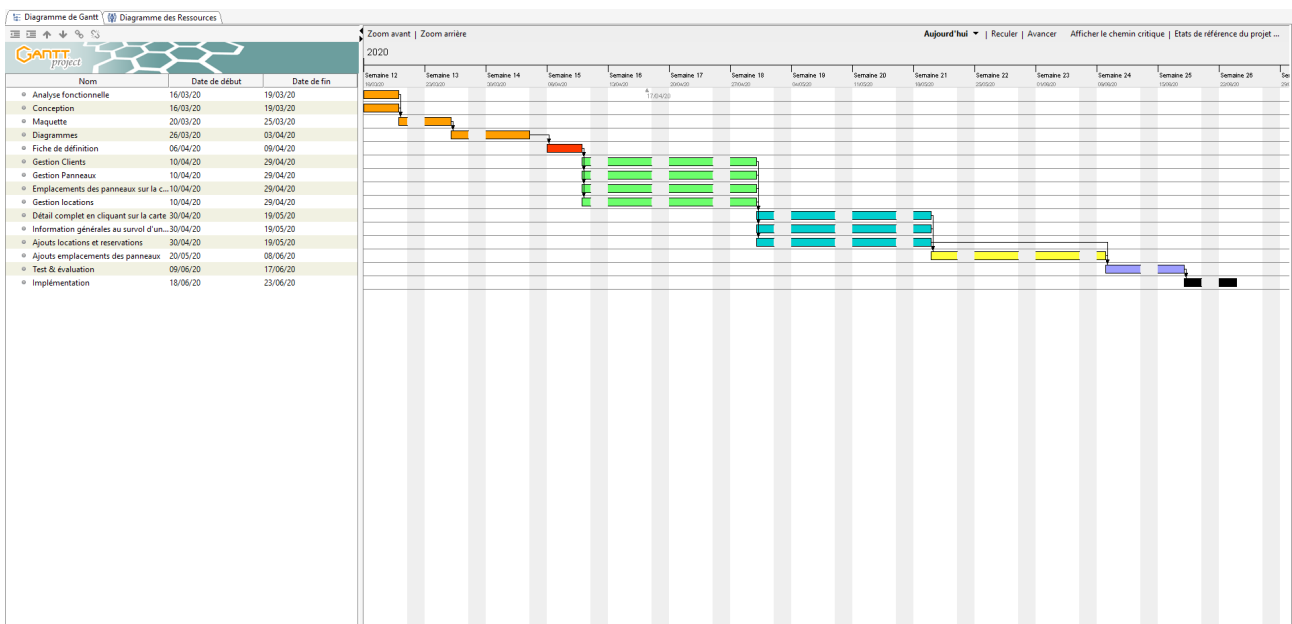 Diagramme de Gantt Diagramme des Ressources
Zoom avant | Zoom arrière Aujourd'hui | Reculer | Avancer Afficher le chemin critique | Etats de référence du projet ...
GANTT project
2020
Semaine 12 Semaine 13 Semaine 14 Semaine 15 Semaine 16 Semaine 17 Semaine 18 Semaine 19 Semaine 20 Semaine 21 Semaine 22 Semaine 23 Semaine 24 Semaine 25 Semaine 26
Nom Date de début Date de fin
17/04/20
Analyse fonctionnelle 16/03/20 19/03/20
Conception 16/03/20 19/03/20
Maquette 20/03/20 25/03/20
Diagrammes 26/03/20 03/04/20
Fiche de définition 06/04/20 09/04/20
Gestion Clients 10/04/20 29/04/20
Gestion Panneaux 10/04/20 29/04/20
Emplacements des panneaux sur la c... 10/04/20 29/04/20
Gestion locations 10/04/20 29/04/20
Détail complet en cliquant sur la carte 30/04/20 19/05/20
Information générales au survol d'un... 30/04/20 19/05/20
Ajouts locations et reservations 30/04/20 19/05/20
Ajouts emplacements des panneaux 20/05/20 08/06/20
Test & évaluation 09/06/20 17/06/20
Implémentation 18/06/20 23/06/20